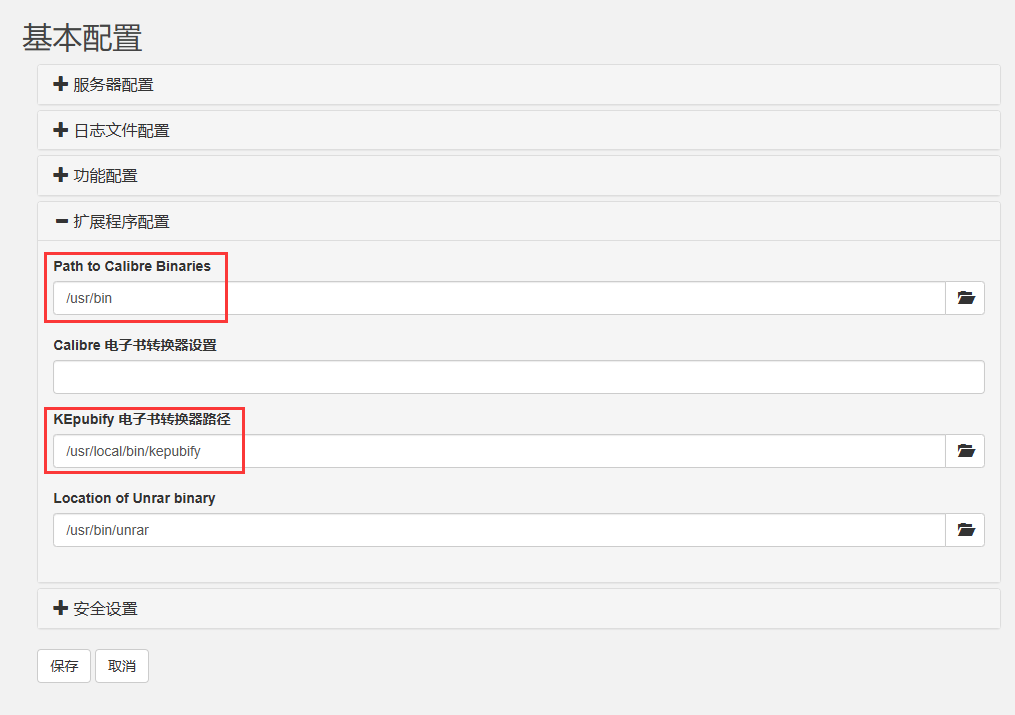 基本配置
服务器配置
日志文件配置
功能配置
扩展程序配置
Path to Calibre Binaries
/usr/bin
Calibre 电子书转换器设置
KEpubify 电子书转换器路径
/usr/local/bin/kepubify
Location of Unrar binary
/usr/bin/unrar
安全设置
保存 取消